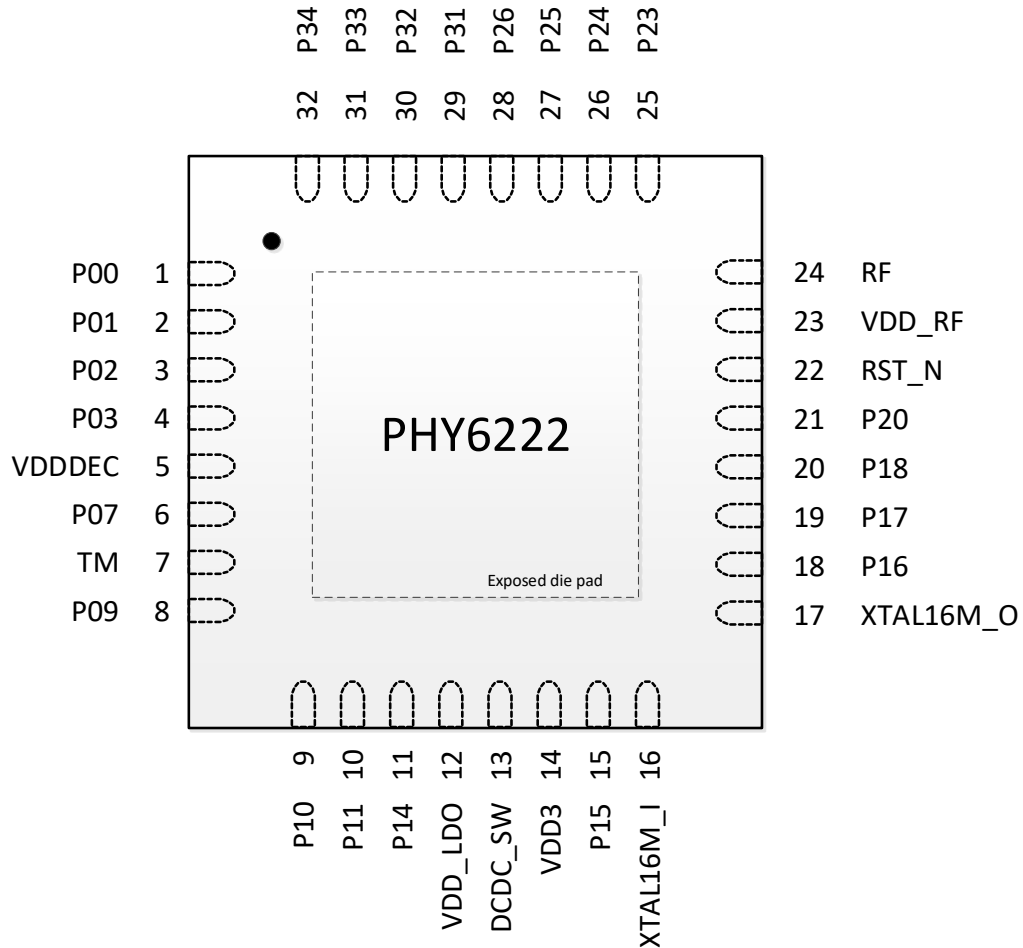 P34 P33 P32 P31 P26 P25 P24 P23
32 31 30 29 28 27 26 25
P00 1
P01 2
P02 3
P03 4
VDDDEC 5
P07 6
TM 7
P09 8
PHY6222
Exposed die pad
24 RF
23 VDD_RF
22 RST_N
21 P20
20 P18
19 P17
18 P16
17 XTAL16M_O
9 10 11 12 13 14 15 16
P10 P11 P14 VDD_LDO DCDC_SW VDD3 P15 XTAL16M_I